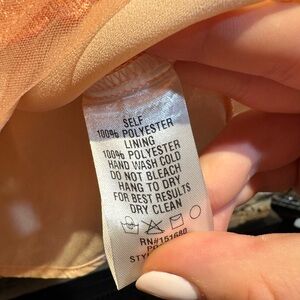 SELF
100% POLYESTER
LINING
100% POLYESTER
HAND WASH COLD
DO NOT BLEACH
HANG TO DRY
FOR BEST RESULTS
DRY CLEAN
RN#151680